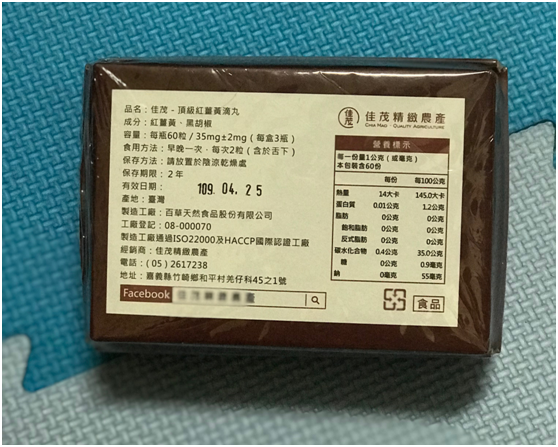 品名：佳茂-頂級紅薑黃滴丸
成分：紅薑黃、黑胡椒
容量：每瓶60粒/35mg±2mg（每盒3瓶）
食用方法：早晚一次，每次2粒（含於舌下）
保存方法：請放置於陰涼乾燥處
保存期限：2年
有效日期： 109.04.25
產地：臺灣
製造工廠：百華天然食品股份有限公司
工廠登記：08-000070
製造工廠通過ISO22000及HACCP國際認證工廠
經銷商：佳茂精緻農產
電話：(05) 2617238
地址：嘉義縣竹崎鄉和平村羌仔科45之1號
Facebook
佳茂
佳茂精緻農產
CHIA MAO · QUALITY AGRICULTURE
營養標示
每一份量1公克（或毫克）
本包裝含60份
每份 每100公克
熱量 14大卡 145.0大卡
蛋白質 0.01公克 1.2公克
脂肪 0公克 0公克
飽和脂肪 0公克 0公克
反式脂肪 0公克 0公克
碳水化合物 0.4公克 35.0公克
糖 0公克 0.9毫克
鈉 0毫克 55毫克
食品